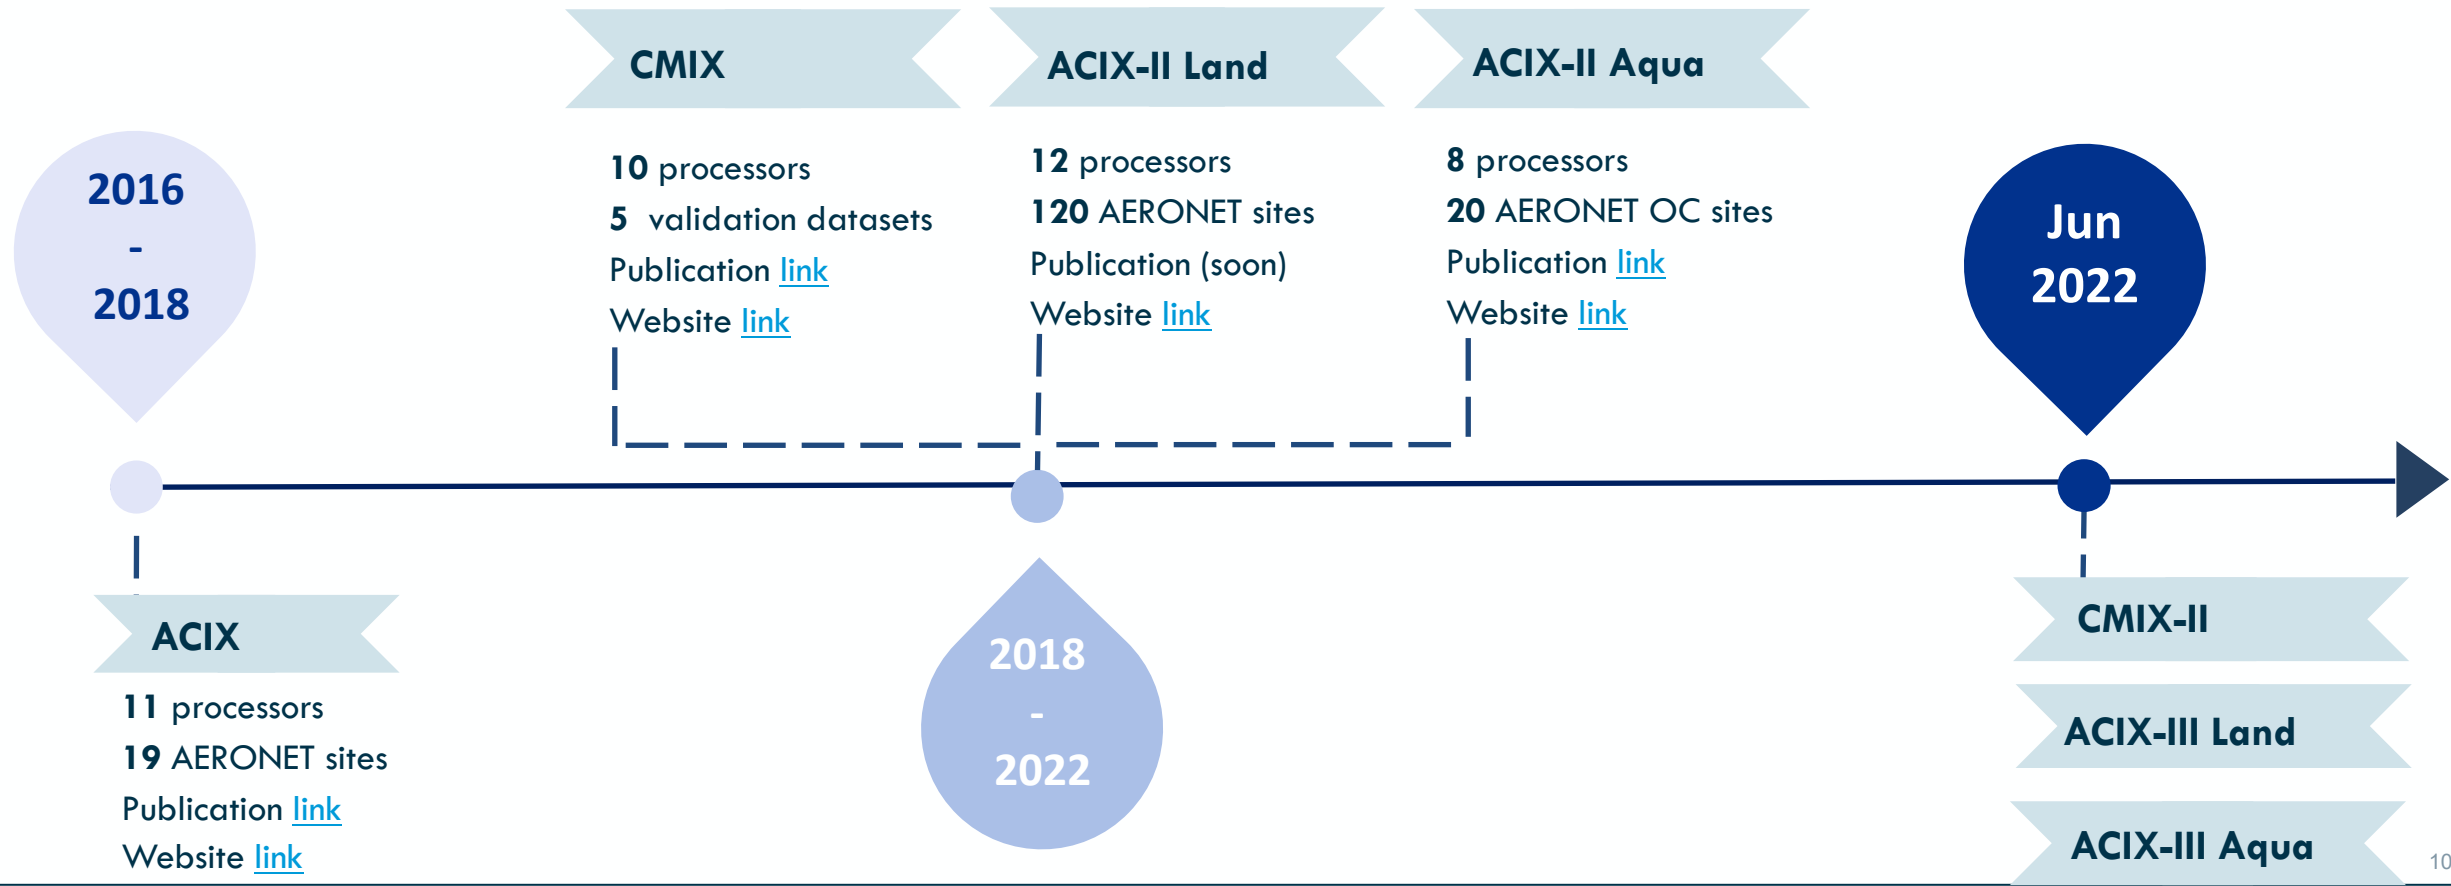 CMIX
10 processors
5 validation datasets
Publication link
Website link
ACIX-II Land
12 processors
120 AERONET sites
Publication (soon)
Website link
ACIX-II Aqua
8 processors
20 AERONET OC sites
Publication link
Website link
2016
-
2018
Jun
2022
ACIX
11 processors
19 AERONET sites
Publication link
Website link
2018
-
2022
CMIX-II
ACIX-III Land
ACIX-III Aqua
10